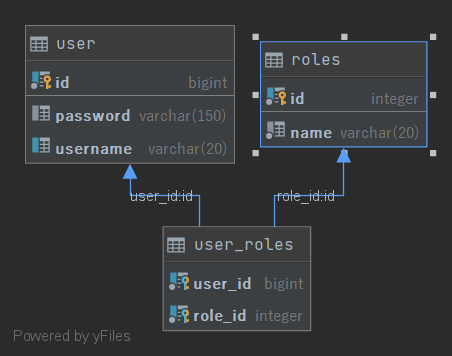 user
id bigint
password varchar(150)
username varchar(20)
roles
id integer
name varchar(20)
user_id:id
role_id:id
user_roles
user_id bigint
role_id integer
Powered by yFiles